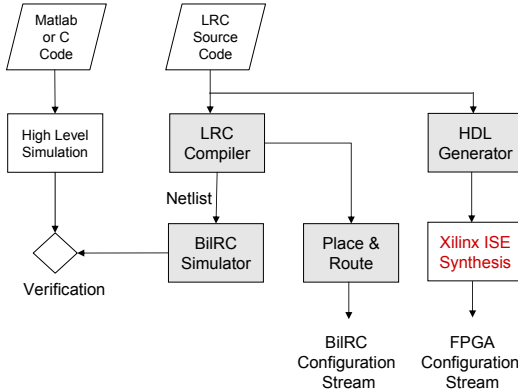 Matlab
or C
Code
LRC
Source
Code
High Level
Simulation
LRC
Compiler
HDL
Generator
Netlist
BilRC
Simulator
Place &
Route
Xilinx ISE
Synthesis
Verification
BilRC
Configuration
Stream
FPGA
Configuration
Stream